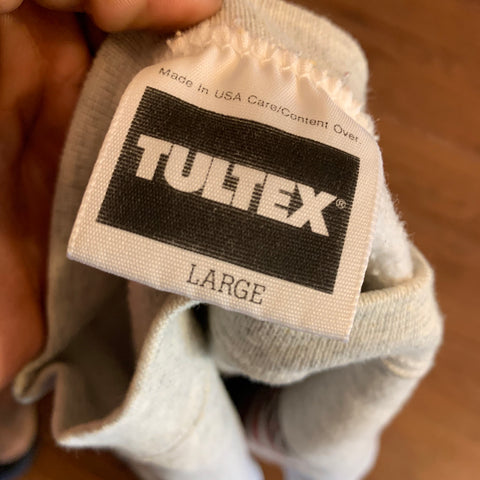 Made In USA Care/Content Over
TULTEX®
LARGE